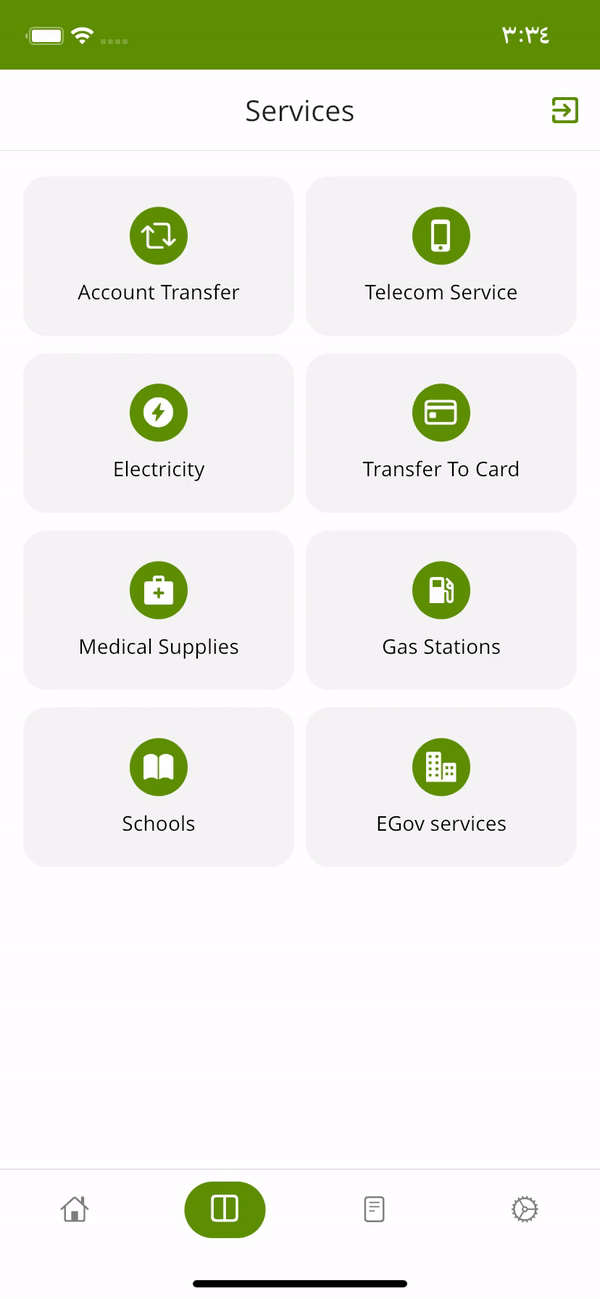 ٣:٣٤
Services
Account Transfer
Telecom Service
Electricity
Transfer To Card
Medical Supplies
Gas Stations
Schools
EGov services